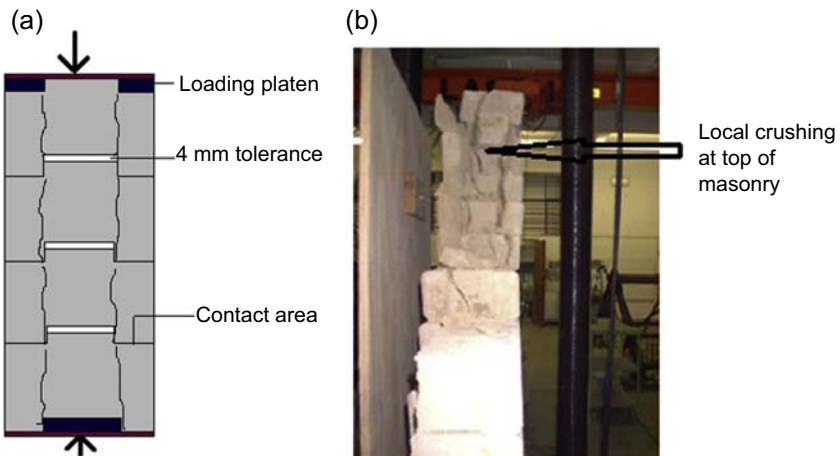 (a)
Loading platen
4 mm tolerance
Contact area
(b)
Local crushing
at top of
masonry